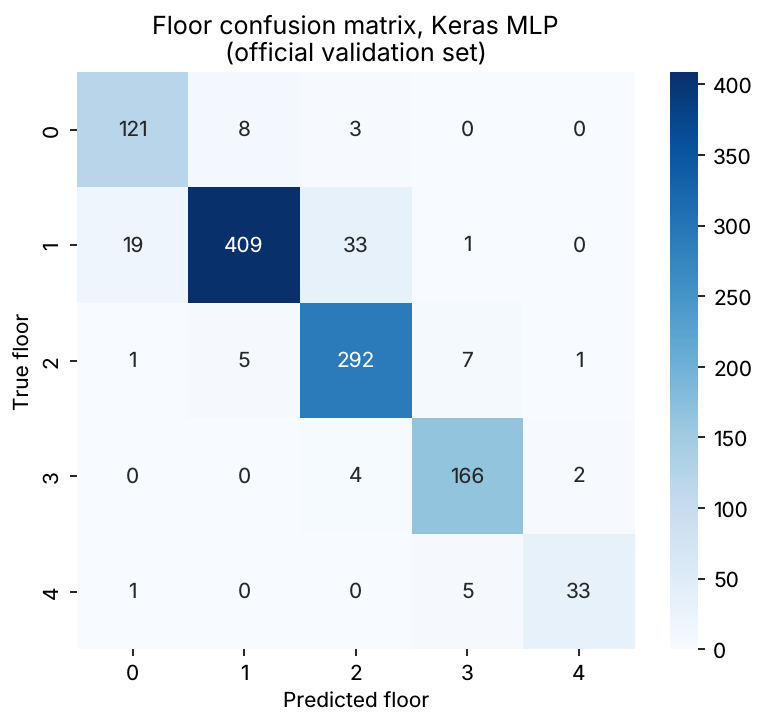 Floor confusion matrix, Keras MLP
(official validation set)
True floor
0 121 8 3 0 0
1 19 409 33 1 0
2 1 5 292 7 1
3 0 0 4 166 2
4 1 0 0 5 33
0 1 2 3 4
Predicted floor
400
350
300
250
200
150
100
50
0